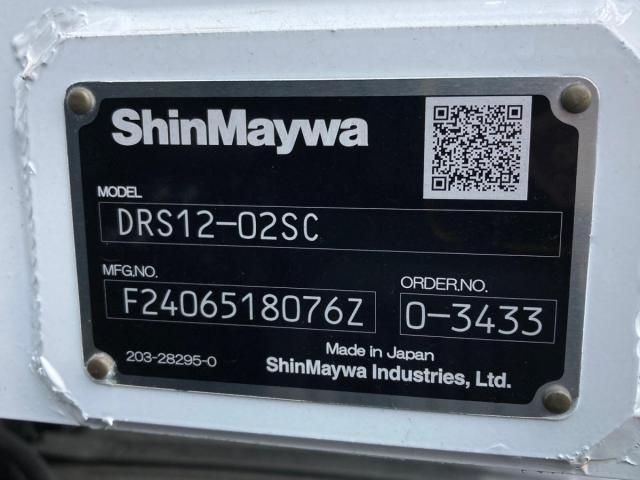 ShinMaywa
MODEL
DRS12-02SC
MFG.NO.
F2406518076Z
ORDER.NO.
0-3433
203-28295-0
Made in Japan
ShinMaywa Industries, Ltd.